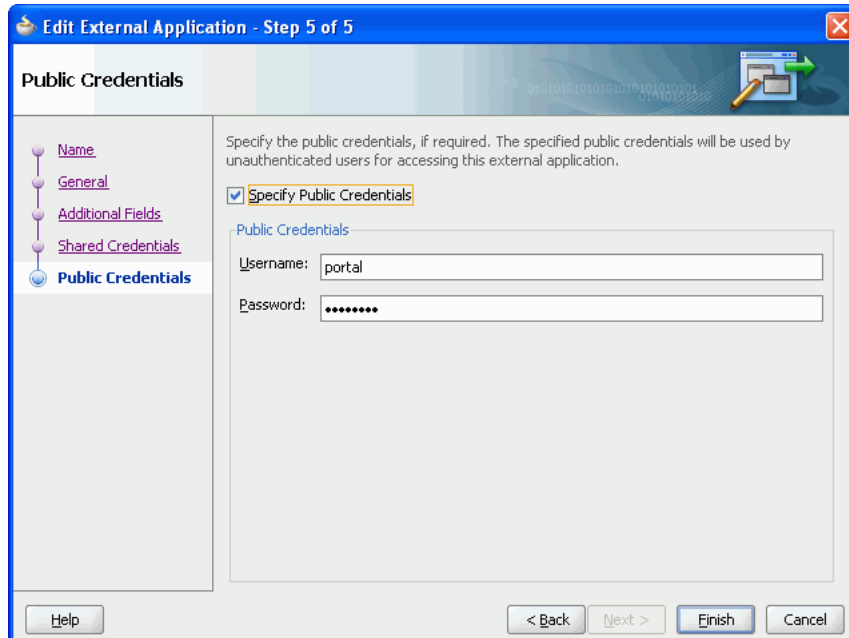 Edit External Application - Step 5 of 5
Public Credentials
Name
General
Additional Fields
Shared Credentials
Public Credentials
Specify the public credentials, if required. The specified public credentials will be used by
unauthenticated users for accessing this external application.
Specify Public Credentials
Public Credentials
Username: portal
Password: ••••••••
Help
< Back
Next >
Finish
Cancel